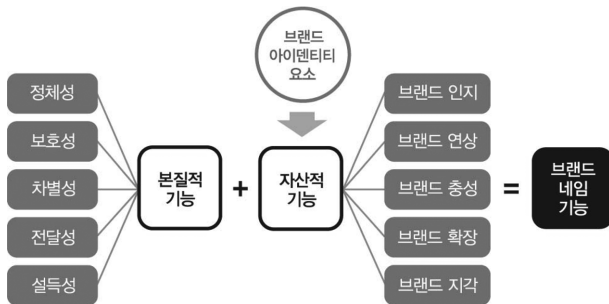 브랜드
아이덴티티
요소
정체성
보호성
차별성
전달성
설득성
본질적
기능
+
자산적
기능
브랜드 인지
브랜드 연상
브랜드 충성
브랜드 확장
브랜드 지각
=
브랜드
네임
기능